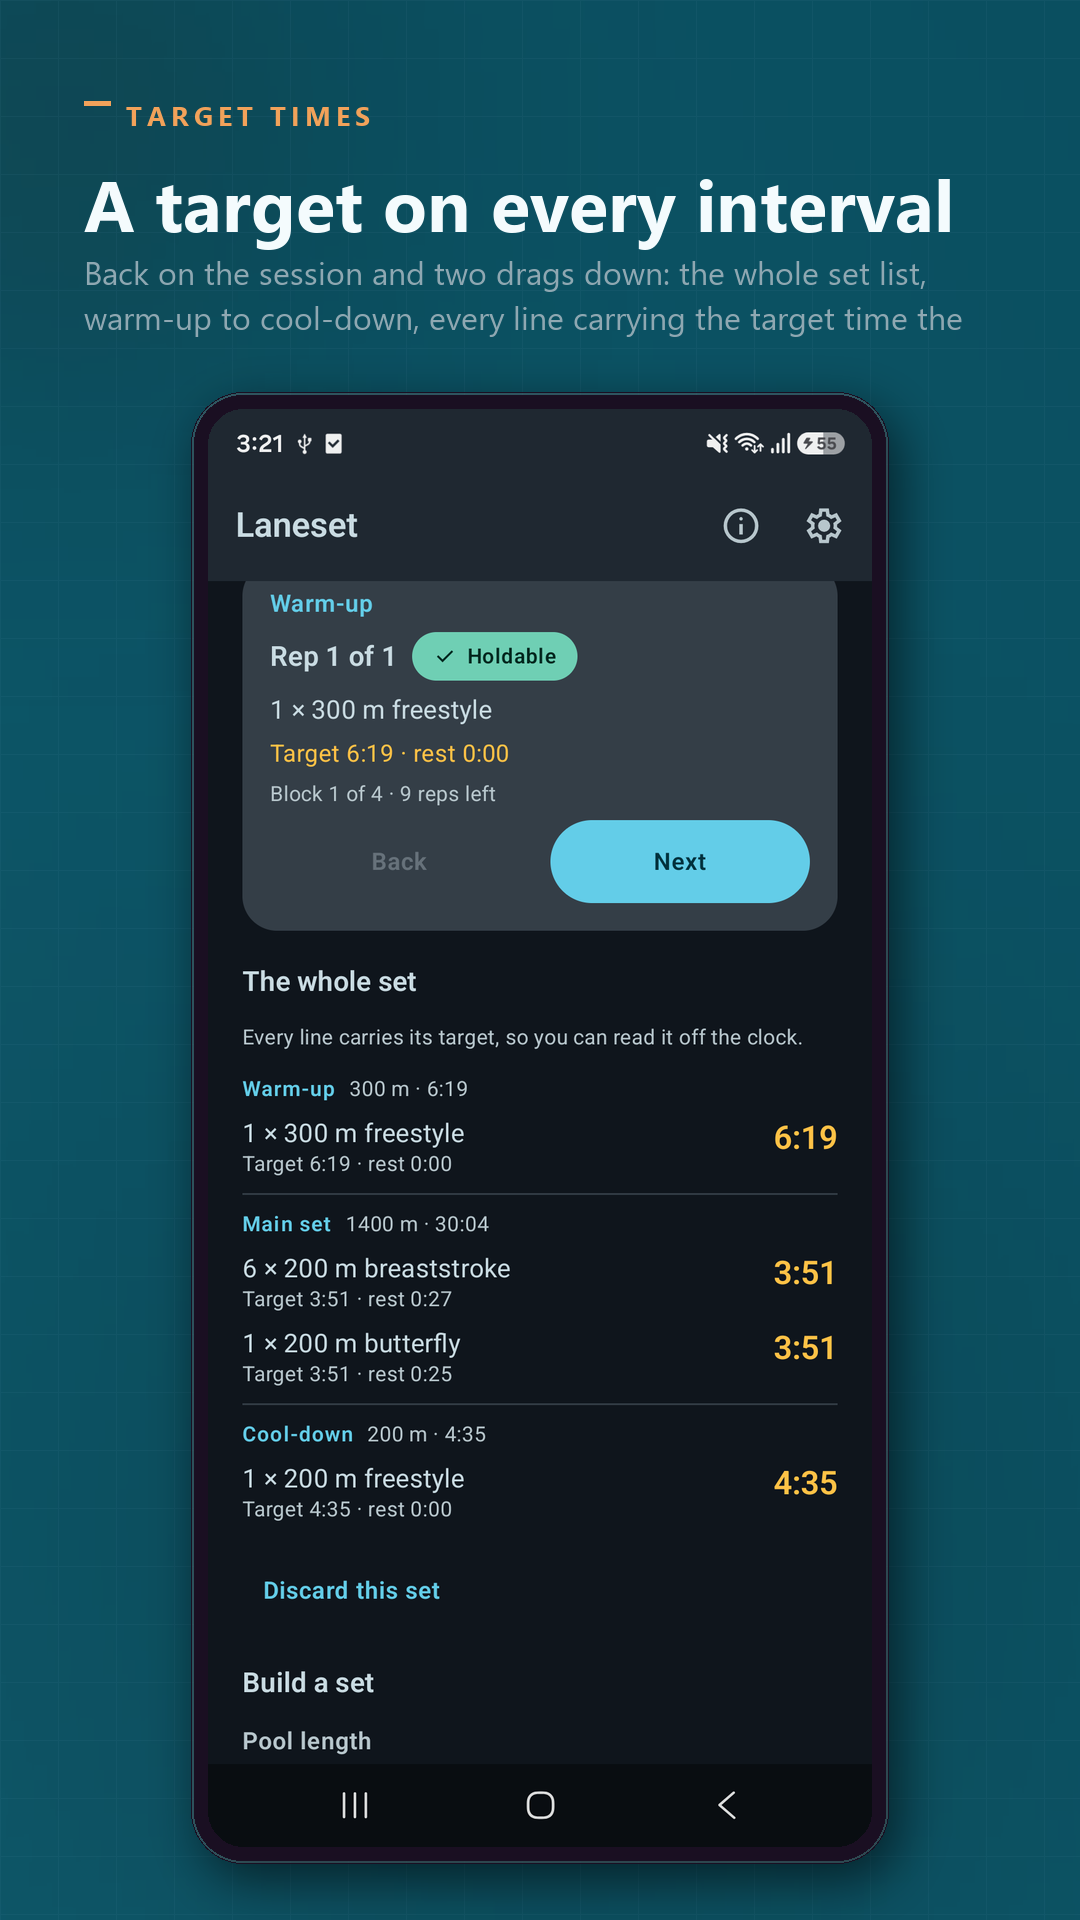 TARGET TIMES
A target on every interval
Back on the session and two drags down: the whole set list,
warm-up to cool-down, every line carrying the target time the
3:21
55
Laneset
Warm-up
Rep 1 of 1
Holdable
1 × 300 m freestyle
Target 6:19 · rest 0:00
Block 1 of 4 · 9 reps left
Back
Next
The whole set
Every line carries its target, so you can read it off the clock.
Warm-up 300 m · 6:19
1 × 300 m freestyle
6:19
Target 6:19 · rest 0:00
Main set 1400 m · 30:04
6 × 200 m breaststroke
3:51
Target 3:51 · rest 0:27
1 × 200 m butterfly
3:51
Target 3:51 · rest 0:25
Cool-down 200 m · 4:35
1 × 200 m freestyle
4:35
Target 4:35 · rest 0:00
Discard this set
Build a set
Pool length